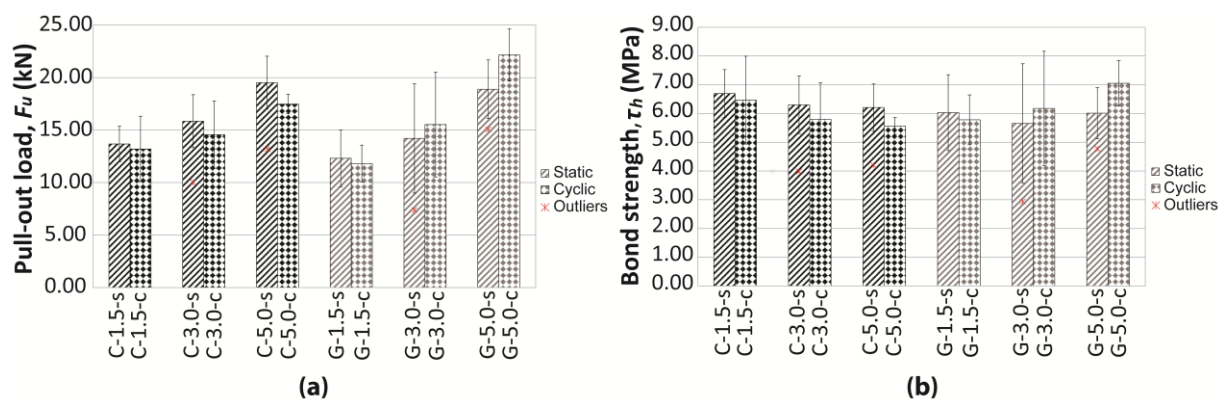 Pull-out load, Fu (kN)
25.00
20.00
15.00
10.00
5.00
0.00
C-1.5-s
C-1.5-c
C-3.0-s
C-3.0-c
C-5.0-s
C-5.0-c
G-1.5-s
G-1.5-c
G-3.0-s
G-3.0-c
G-5.0-s
G-5.0-c
Static
Cyclic
Outliers
(a)
Bond strength, τh (MPa)
9.00
8.00
7.00
6.00
5.00
4.00
3.00
2.00
1.00
0.00
C-1.5-s
C-1.5-c
C-3.0-s
C-3.0-c
C-5.0-s
C-5.0-c
G-1.5-s
G-1.5-c
G-3.0-s
G-3.0-c
G-5.0-s
G-5.0-c
Static
Cyclic
Outliers
(b)